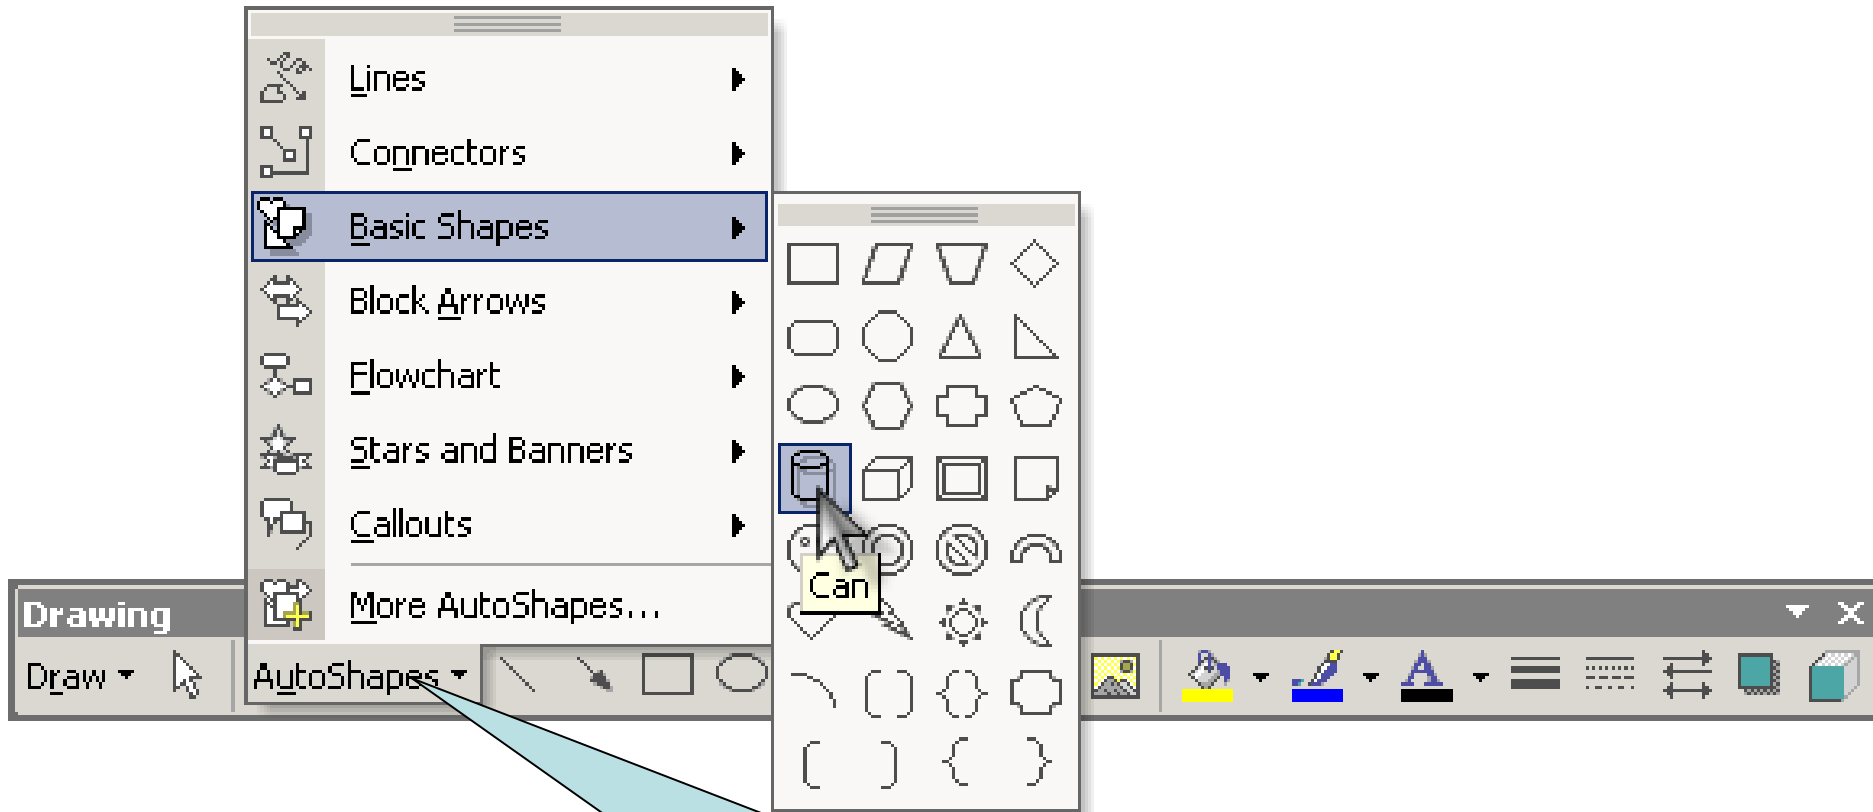 Lines
Connectors
Basic Shapes
Block Arrows
Flowchart
Stars and Banners
Callouts
Can
More AutoShapes...
Drawing
Draw
AutoShapes